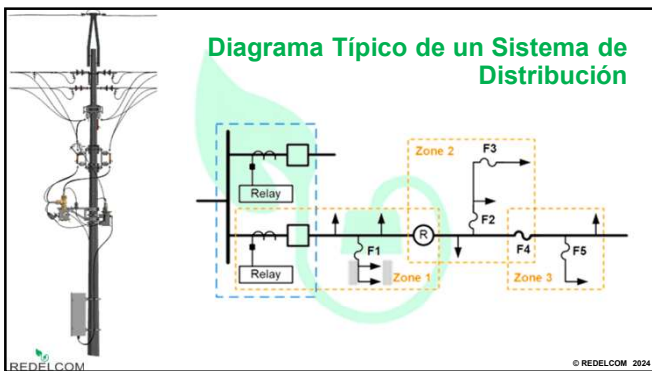 Diagrama Típico de un Sistema de
Distribución
Zone 2
F3
Relay
F2
R
F1
F4
F5
Relay
Zone 1
Zone 3
REDELCOM
© REDELCOM 2024